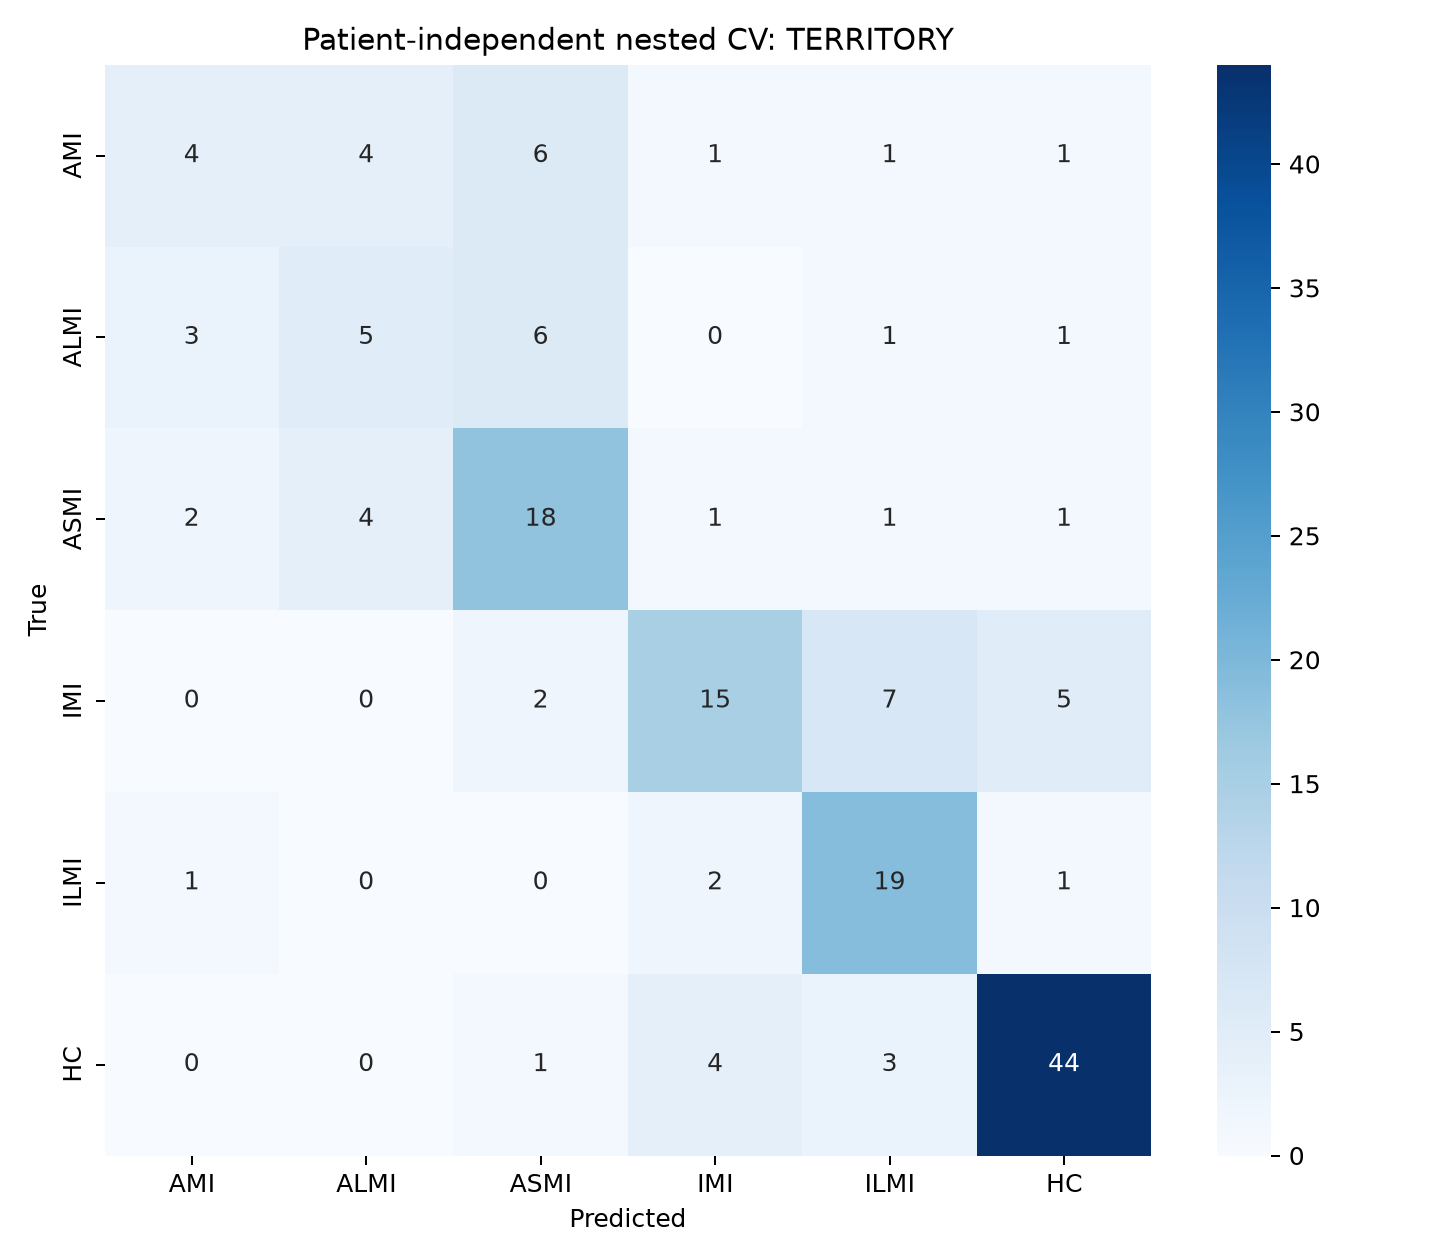 Patient-independent nested CV: TERRITORY
True
AMI 4 4 6 1 1 1
ALMI 3 5 6 0 1 1
ASMI 2 4 18 1 1 1
IMI 0 0 2 15 7 5
ILMI 1 0 0 2 19 1
HC 0 0 1 4 3 44
AMI ALMI ASMI IMI ILMI HC
Predicted
40
35
30
25
20
15
10
5
0